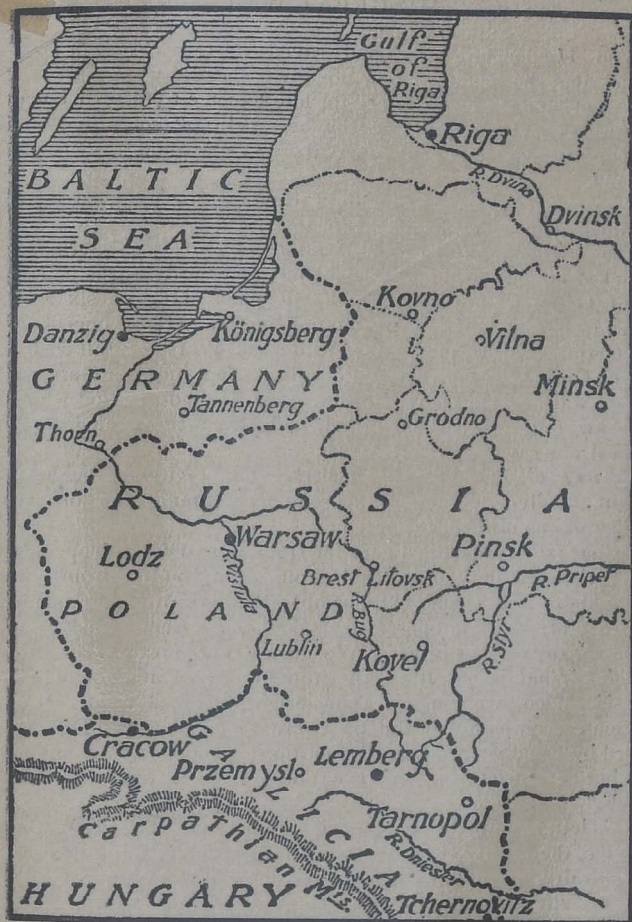 Gulf
of
Riga
Riga
BALTIC
R. Dvina
Dvinsk
SEA
Kovno
Danzig
Königsberg
Vilna
GERMANY
Minsk
Tannenberg
Grodno
Thorn
RUSSIA
Warsaw
Pinsk
Lodz
Brest Litovsk
R. Pripet
R. Vistula
POLAND
R. Bug
R. Styr
Lublin
Kovel
Cracow
GALICIA
Przemysl
Lemberg
Tarnopol
Carpathian Mts.
R. Dniester
HUNGARY
Tchernovitz